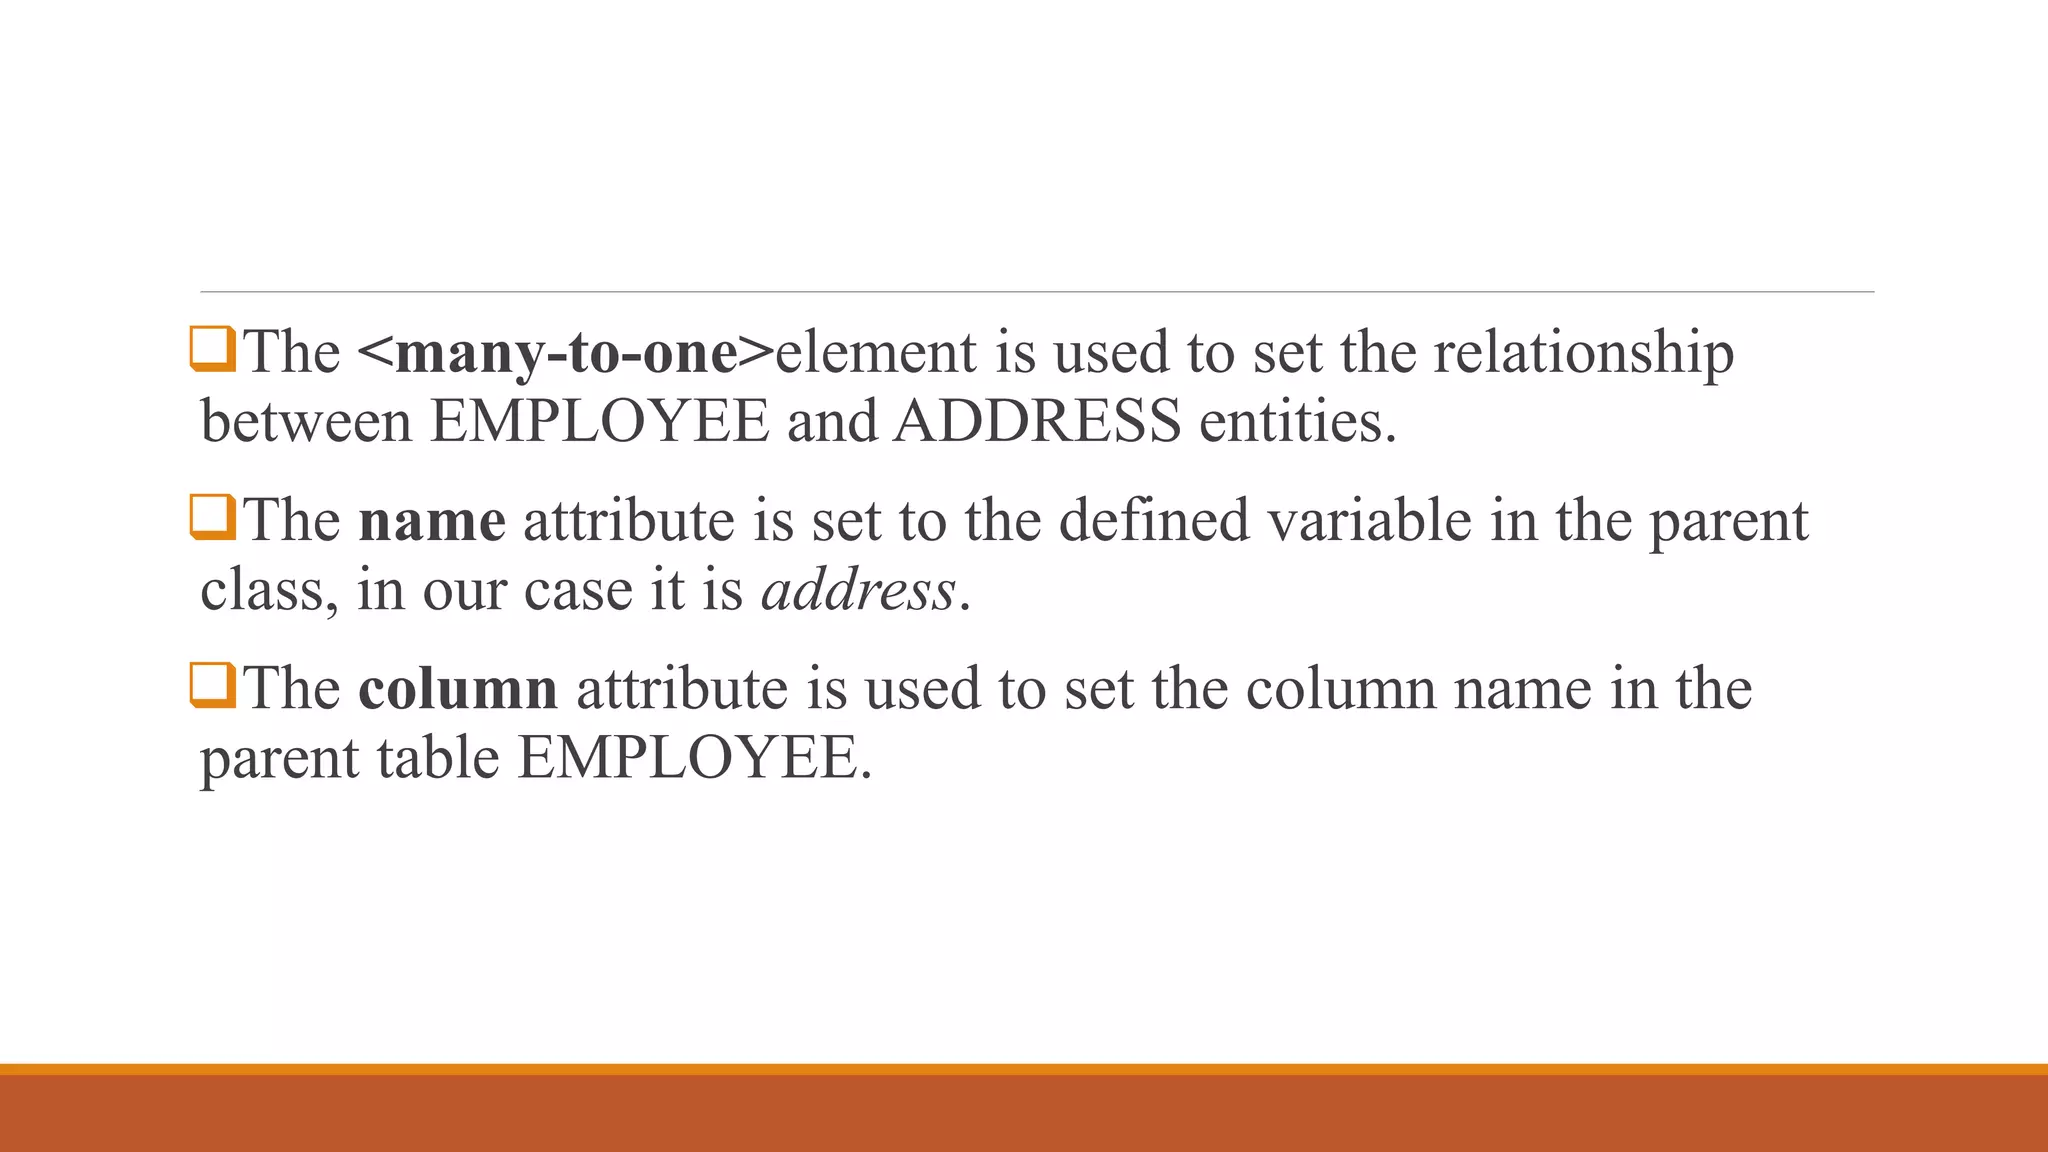 ❑The <many-to-one>element is used to set the relationship
between EMPLOYEE and ADDRESS entities.
❑The name attribute is set to the defined variable in the parent
class, in our case it is address.
❑The column attribute is used to set the column name in the
parent table EMPLOYEE.